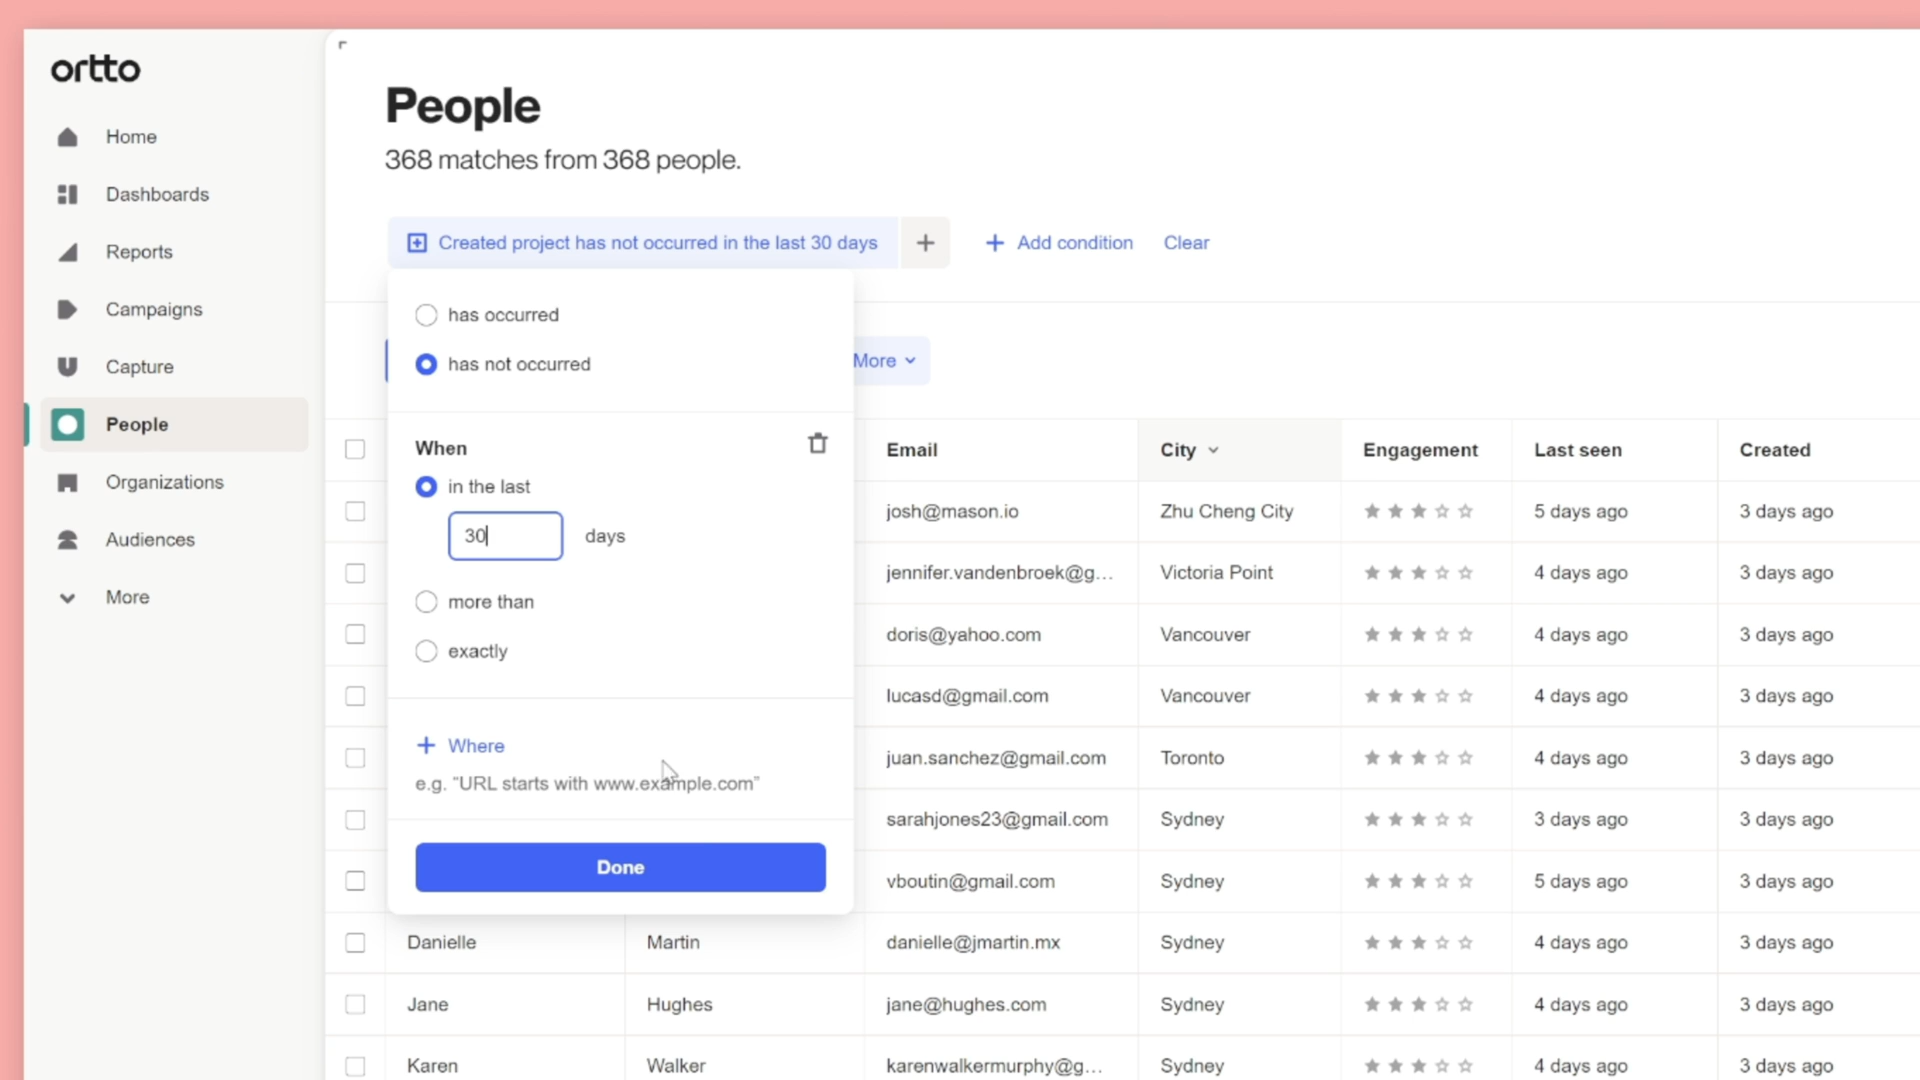 ortto
Home
Dashboards
Reports
Campaigns
Capture
People
Organizations
Audiences
More
People
368 matches from 368 people.
Created project has not occurred in the last 30 days
+ Add condition
Clear
has occurred
has not occurred
When
in the last
30 days
more than
exactly
+ Where
e.g. “URL starts with www.example.com”
Done
More
Email City Engagement Last seen Created
josh@mason.io Zhu Cheng City 5 days ago 3 days ago
jennifer.vandenbroek@g... Victoria Point 4 days ago 3 days ago
doris@yahoo.com Vancouver 4 days ago 3 days ago
lucasd@gmail.com Vancouver 4 days ago 3 days ago
juan.sanchez@gmail.com Toronto 4 days ago 3 days ago
sarahjones23@gmail.com Sydney 3 days ago 3 days ago
vboutin@gmail.com Sydney 5 days ago 3 days ago
Danielle Martin danielle@jmartin.mx Sydney 4 days ago 3 days ago
Jane Hughes jane@hughes.com Sydney 4 days ago 3 days ago
Karen Walker karenwalkermurphy@g... Sydney 4 days ago 3 days ago